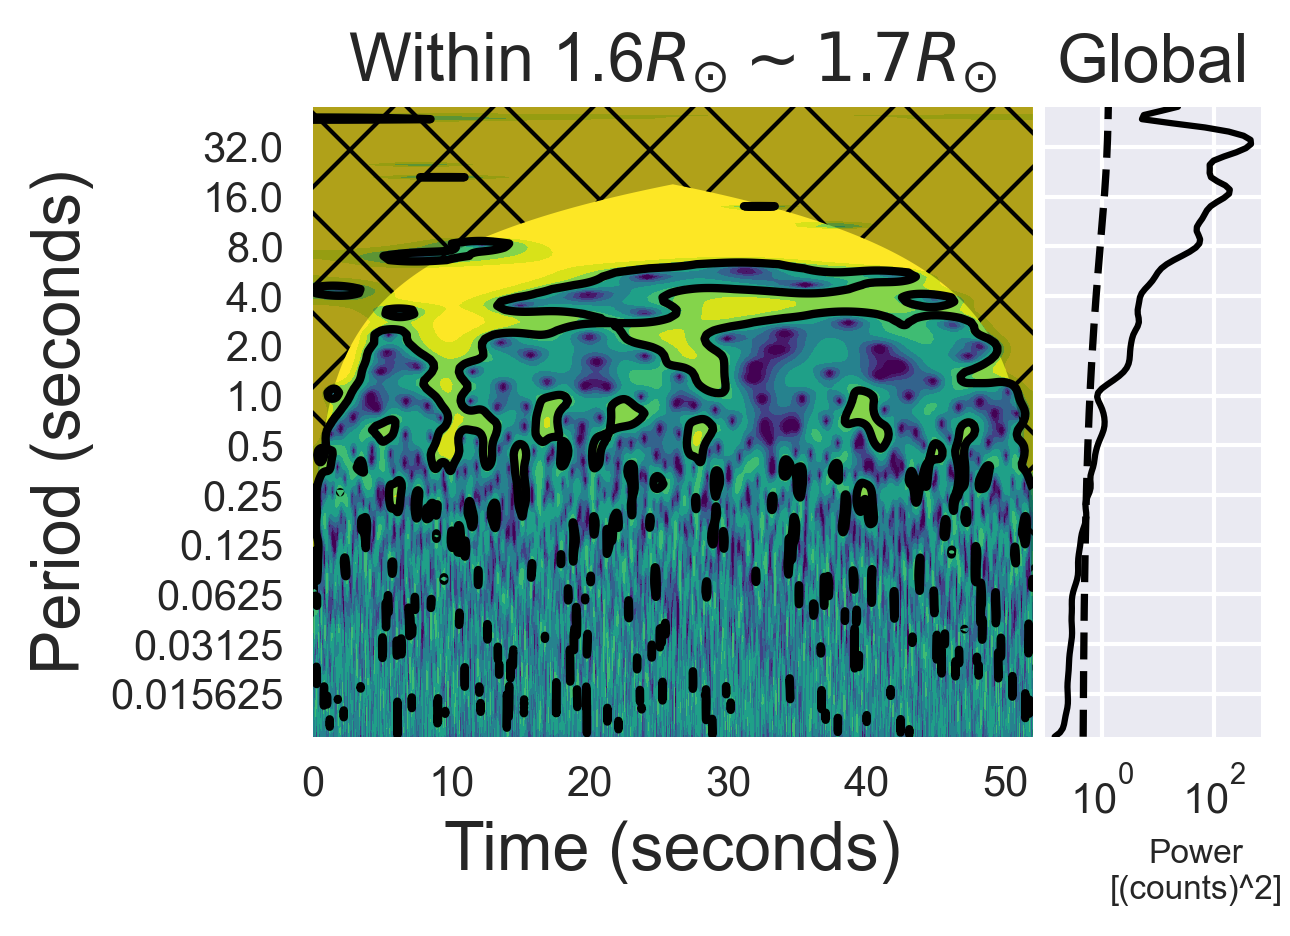 Within 1.6R⊙ ~ 1.7R⊙
Global
Period (seconds)
32.0
16.0
8.0
4.0
2.0
1.0
0.5
0.25
0.125
0.0625
0.03125
0.015625
0 10 20 30 40 50
Time (seconds)
10^0 10^2
Power
[(counts)^2]